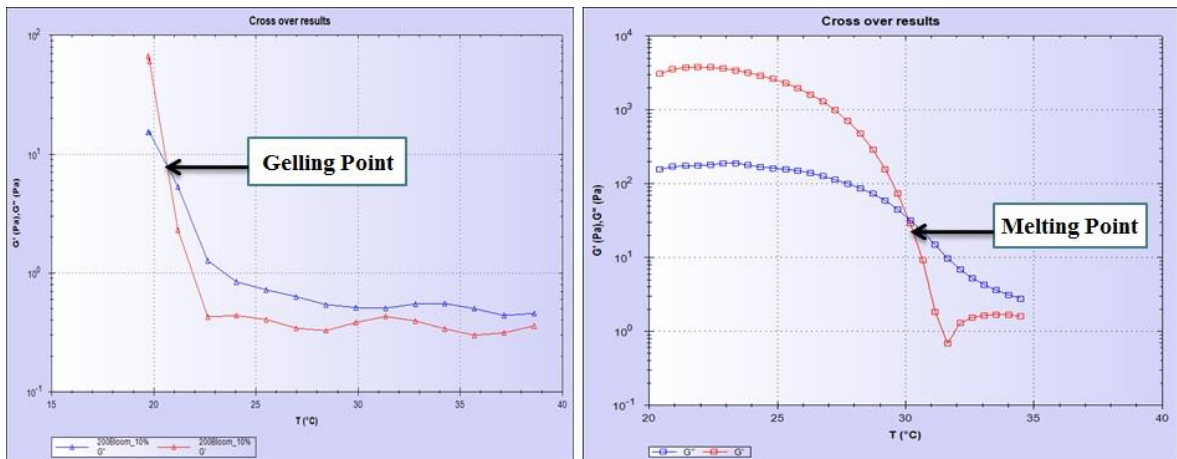 Cross over results
10²
10¹
10⁰
10⁻¹
G' (Pa),G'' (Pa)
Gelling Point
15 20 25 30 35 40
T (°C)
200Bloom_10% 200Bloom_10%
G'' G'
Cross over results
10⁴
10³
10²
10¹
10⁰
10⁻¹
G' (Pa),G'' (Pa)
Melting Point
20 25 30 35 40
T (°C)
G'' G'